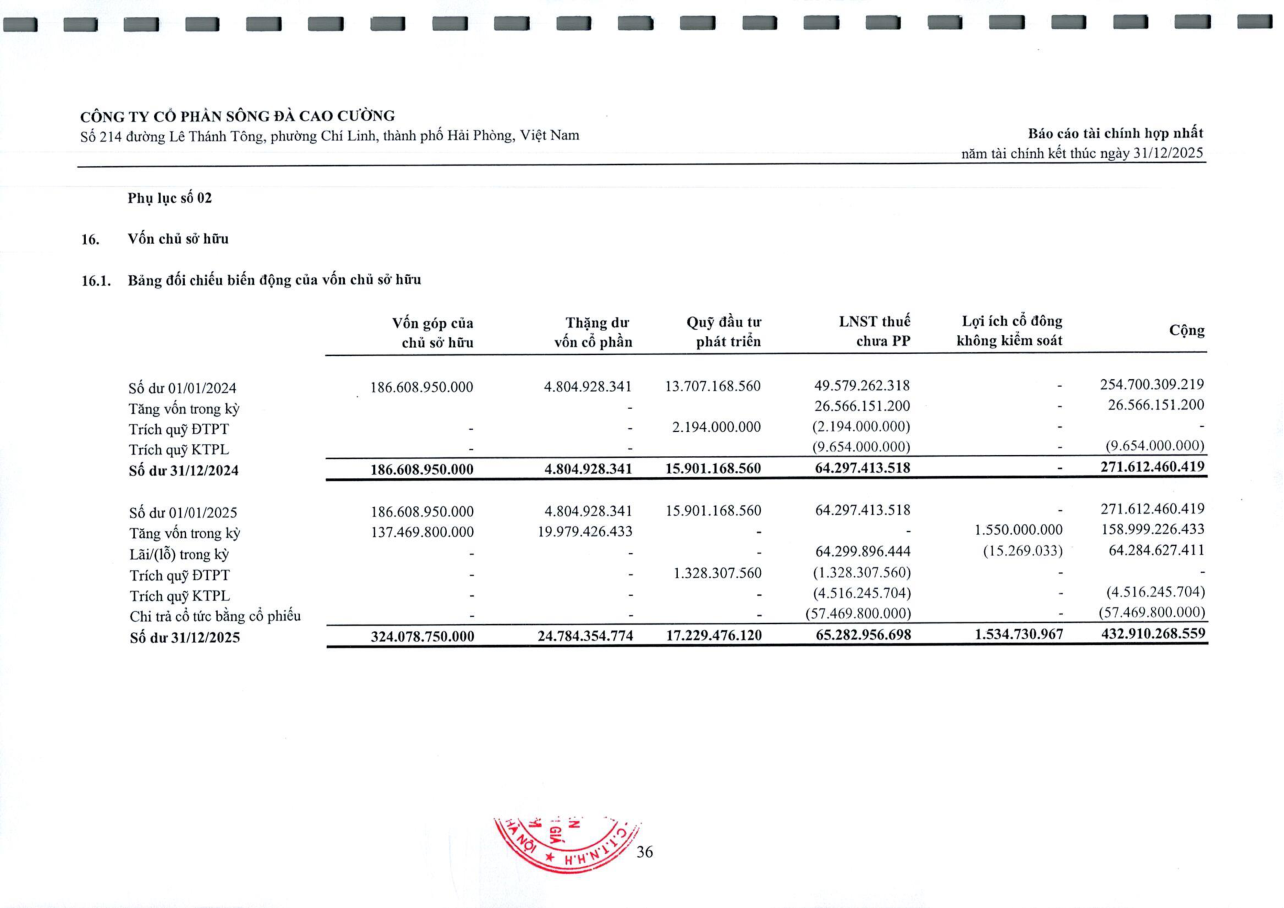 CÔNG TY CỔ PHẦN SÔNG ĐÀ CAO CƯỜNG
Số 214 đường Lê Thánh Tông, phường Chí Linh, thành phố Hải Phòng, Việt Nam
Báo cáo tài chính hợp nhất
năm tài chính kết thúc ngày 31/12/2025
Phụ lục số 02
16. Vốn chủ sở hữu
16.1. Bảng đối chiếu biến động của vốn chủ sở hữu
Vốn góp của Thặng dư Quỹ đầu tư LNST thuế Lợi ích cổ đông Cộng
chủ sở hữu vốn cổ phần phát triển chưa PP không kiểm soát
Số dư 01/01/2024 186.608.950.000 4.804.928.341 13.707.168.560 49.579.262.318 - 254.700.309.219
Tăng vốn trong kỳ - 26.566.151.200 - 26.566.151.200
Trích quỹ ĐTPT - - 2.194.000.000 (2.194.000.000) - -
Trích quỹ KTPL - - (9.654.000.000) - (9.654.000.000)
Số dư 31/12/2024 186.608.950.000 4.804.928.341 15.901.168.560 64.297.413.518 - 271.612.460.419
Số dư 01/01/2025 186.608.950.000 4.804.928.341 15.901.168.560 64.297.413.518 - 271.612.460.419
Tăng vốn trong kỳ 137.469.800.000 19.979.426.433 - - 1.550.000.000 158.999.226.433
Lãi/(lỗ) trong kỳ - - - 64.299.896.444 (15.269.033) 64.284.627.411
Trích quỹ ĐTPT - - 1.328.307.560 (1.328.307.560) - -
Trích quỹ KTPL - - - (4.516.245.704) - (4.516.245.704)
Chi trả cổ tức bằng cổ phiếu - - - (57.469.800.000) - (57.469.800.000)
Số dư 31/12/2025 324.078.750.000 24.784.354.774 17.229.476.120 65.282.956.698 1.534.730.967 432.910.268.559
C.T.T.N.H.H ★ HÀ NỘI
36